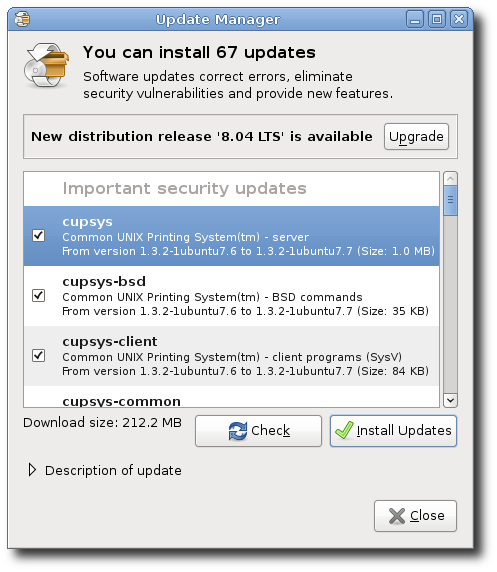 Update Manager
You can install 67 updates
Software updates correct errors, eliminate
security vulnerabilities and provide new features.
New distribution release '8.04 LTS' is available
Upgrade
Important security updates
cupsys
Common UNIX Printing System(tm) - server
From version 1.3.2-1ubuntu7.6 to 1.3.2-1ubuntu7.7 (Size: 1.0 MB)
cupsys-bsd
Common UNIX Printing System(tm) - BSD commands
From version 1.3.2-1ubuntu7.6 to 1.3.2-1ubuntu7.7 (Size: 35 KB)
cupsys-client
Common UNIX Printing System(tm) - client programs (SysV)
From version 1.3.2-1ubuntu7.6 to 1.3.2-1ubuntu7.7 (Size: 84 KB)
cupsys-common
Download size: 212.2 MB
Check
Install Updates
Description of update
Close